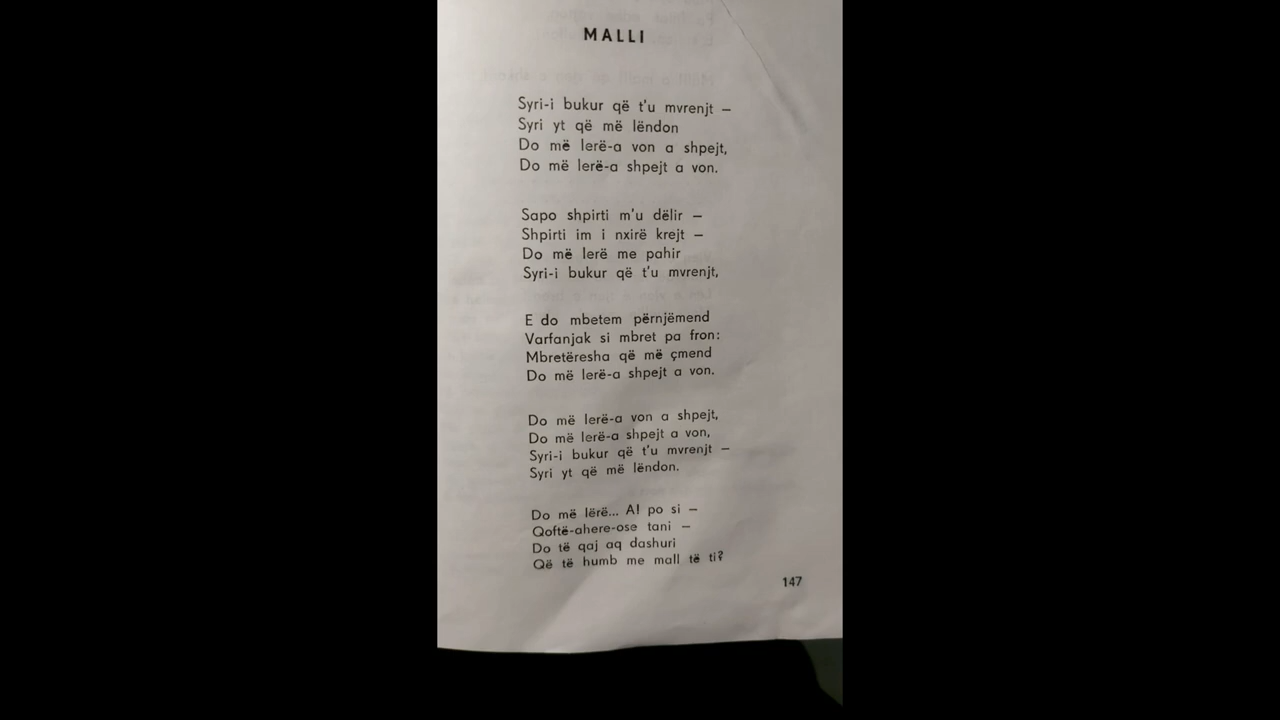 MALLI
Syri-i bukur që t'u mvrenjt –
Syri yt që më lëndon
Do më lerë-a von a shpejt,
Do më lerë-a shpejt a von.
Sapo shpirti m'u dëlir –
Shpirti im i nxirë krejt –
Do më lerë me pahir
Syri-i bukur që t'u mvrenjt,
E do mbetem përnjëmend
Varfanjak si mbret pa fron:
Mbretëresha që më çmend
Do më lerë-a shpejt a von.
Do më lerë-a von a shpejt,
Do më lerë-a shpejt a von,
Syri-i bukur që t'u mvrenjt –
Syri yt që më lëndon.
Do më lërë... A! po si –
Qoftë-ahere-ose tani –
Do të qaj aq dashuri
Që të humb me mall të ti?
147